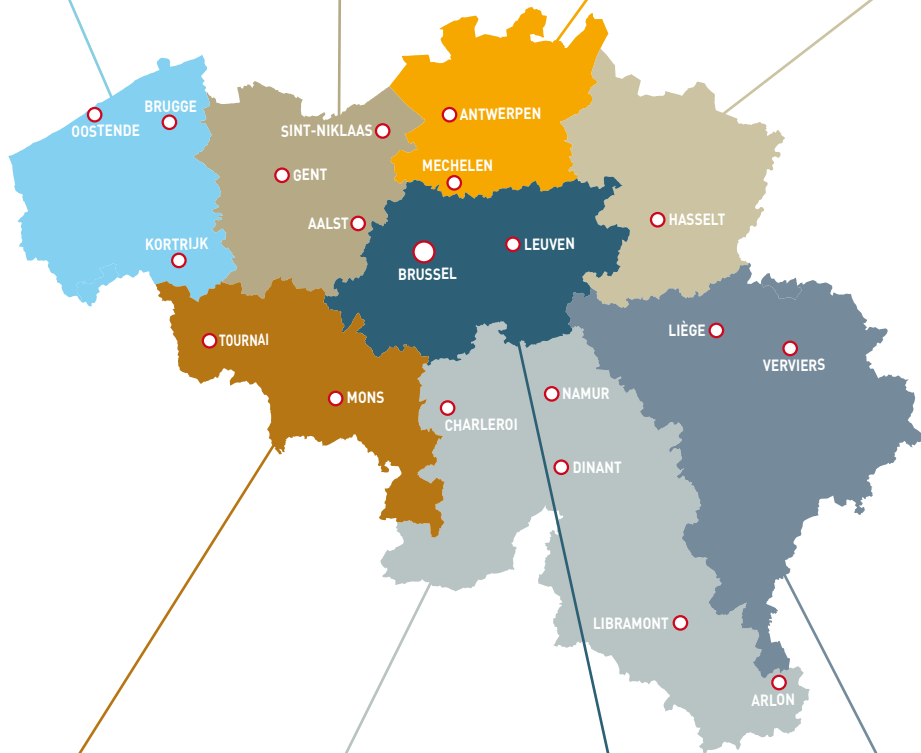 BRUGGE
OOSTENDE
KORTRIJK
SINT-NIKLAAS
GENT
AALST
ANTWERPEN
MECHELEN
BRUSSEL
LEUVEN
HASSELT
TOURNAI
MONS
CHARLEROI
NAMUR
DINANT
LIBRAMONT
ARLON
LIÈGE
VERVIERS